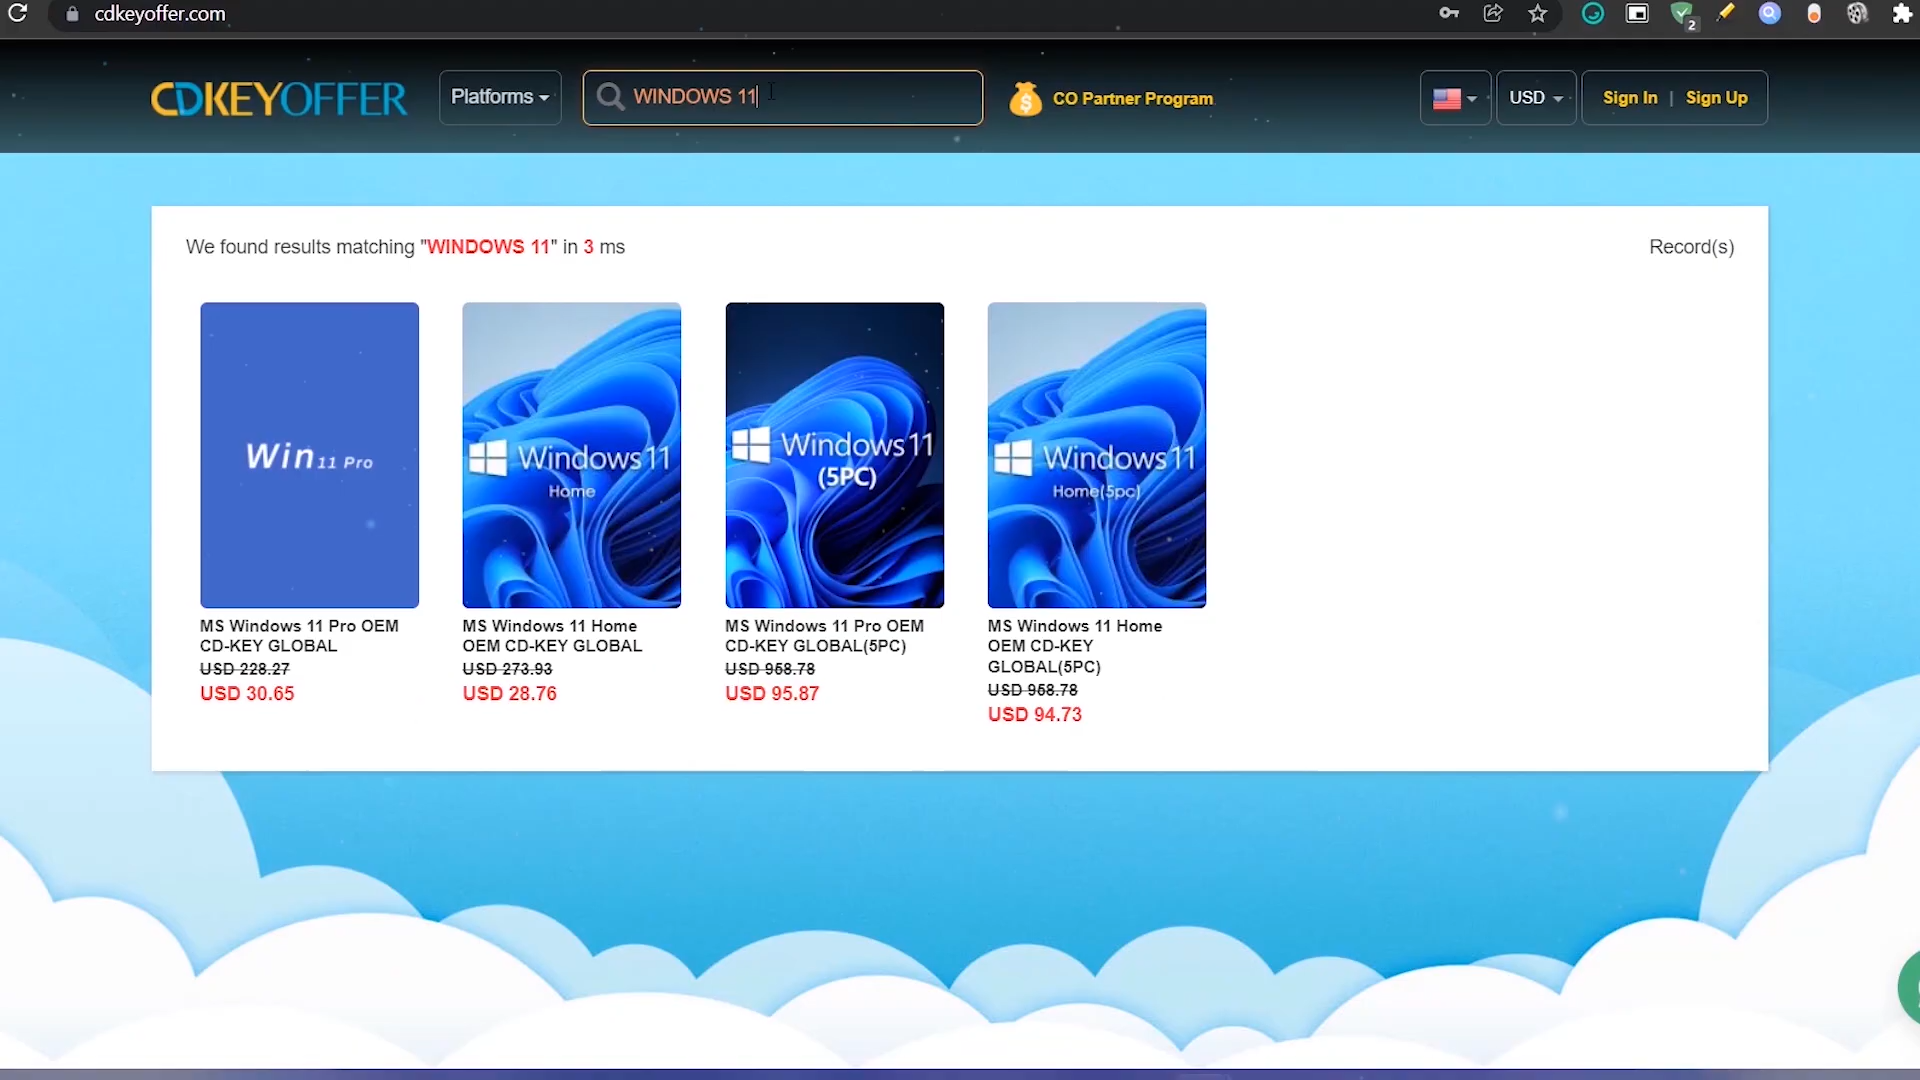 cdkeyoffer.com
2
CDKEYOFFER
Platforms
WINDOWS 11
$ CO Partner Program
USD
Sign In | Sign Up
We found results matching "WINDOWS 11" in 3 ms
Record(s)
Win 11 Pro
Windows 11
Home
Windows 11
(5PC)
Windows 11
Home(5pc)
MS Windows 11 Pro OEM
CD-KEY GLOBAL
USD 228.27
USD 30.65
MS Windows 11 Home
OEM CD-KEY GLOBAL
USD 273.93
USD 28.76
MS Windows 11 Pro OEM
CD-KEY GLOBAL(5PC)
USD 958.78
USD 95.87
MS Windows 11 Home
OEM CD-KEY
GLOBAL(5PC)
USD 958.78
USD 94.73